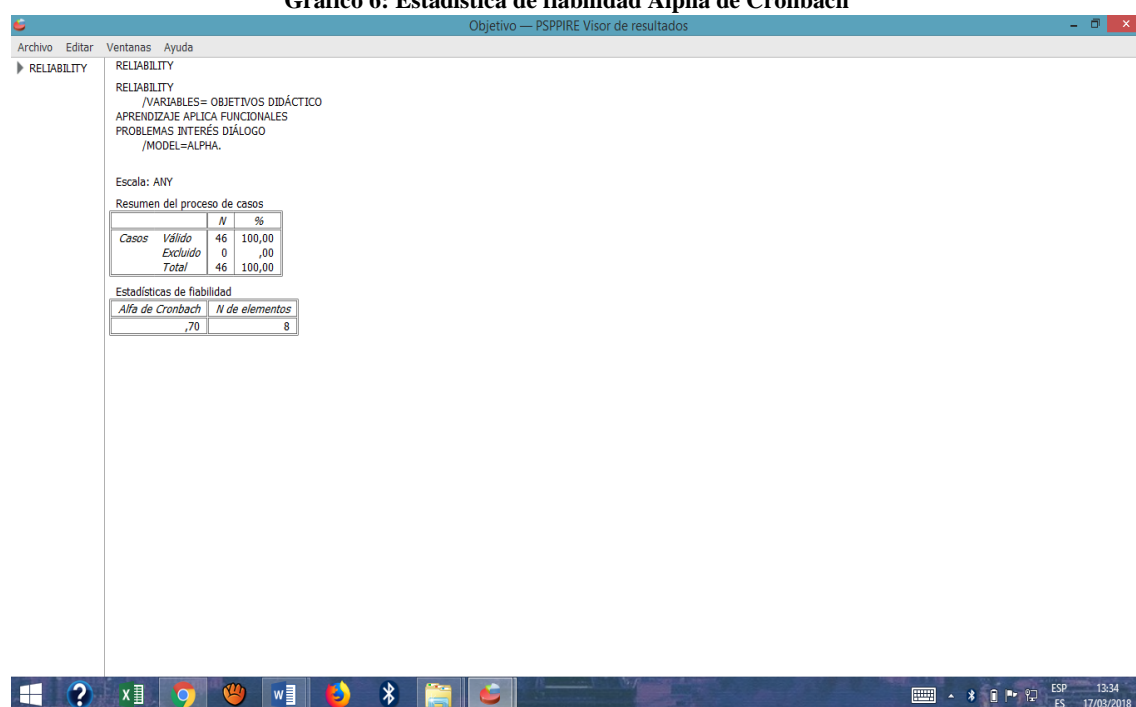 Gráfico 6: Estadística de fiabilidad Alpha de Cronbach
Objetivo — PSPPIRE Visor de resultados
Archivo Editar Ventanas Ayuda
RELIABILITY
RELIABILITY
RELIABILITY
/VARIABLES= OBJETIVOS DIDÁCTICO
APRENDIZAJE APLICA FUNCIONALES
PROBLEMAS INTERÉS DIÁLOGO
/MODEL=ALPHA.
Escala: ANY
Resumen del proceso de casos
N %
Casos Válido 46 100,00
Excluido 0 ,00
Total 46 100,00
Estadísticas de fiabilidad
Alfa de Cronbach N de elementos
,70 8
ESP 13:34
ES 17/03/2018